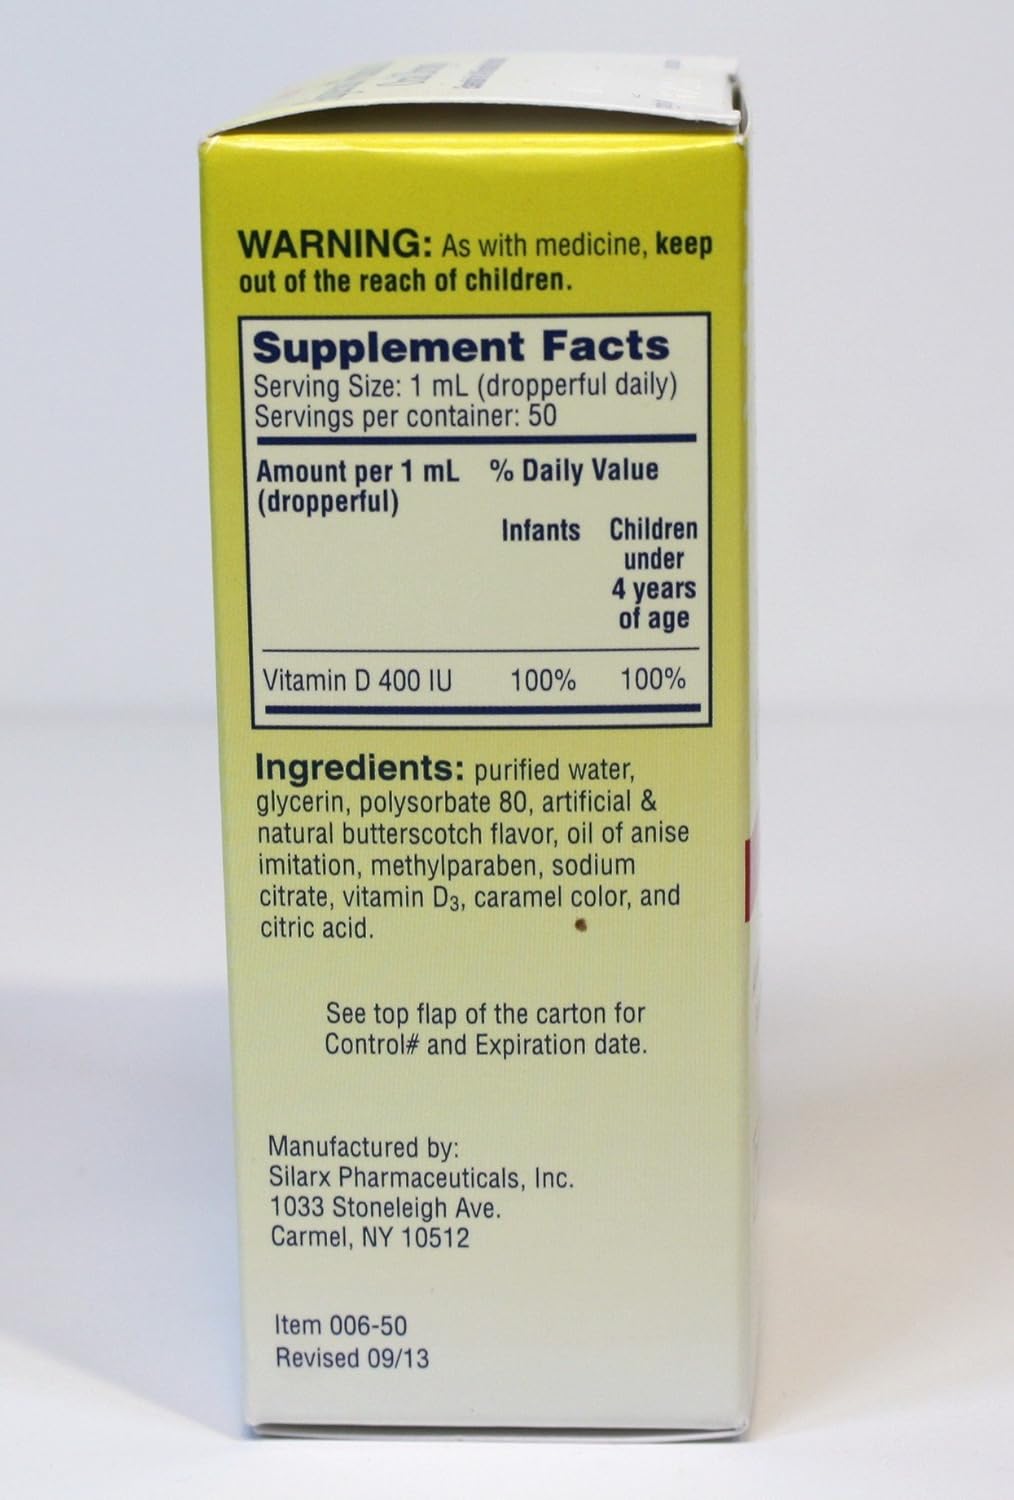 WARNING: As with medicine, keep
out of the reach of children.
Supplement Facts
Serving Size: 1 mL (dropperful daily)
Servings per container: 50
Amount per 1 mL % Daily Value
(dropperful)
Infants Children
under
4 years
of age
Vitamin D 400 IU 100% 100%
Ingredients: purified water,
glycerin, polysorbate 80, artificial &
natural butterscotch flavor, oil of anise
imitation, methylparaben, sodium
citrate, vitamin D3, caramel color, and
citric acid.
See top flap of the carton for
Control# and Expiration date.
Manufactured by:
Silarx Pharmaceuticals, Inc.
1033 Stoneleigh Ave.
Carmel, NY 10512
Item 006-50
Revised 09/13